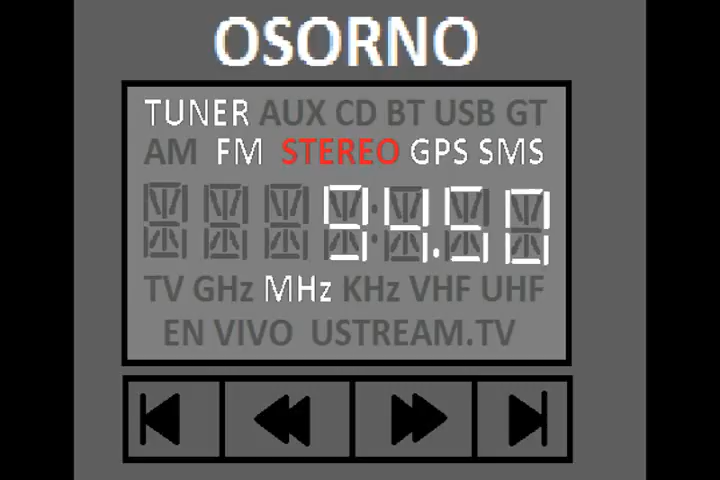 OSORNO
TUNER AUX CD BT USB GT
AM FM STEREO GPS SMS
94.50
TV GHz MHz KHz VHF UHF
EN VIVO USTREAM.TV